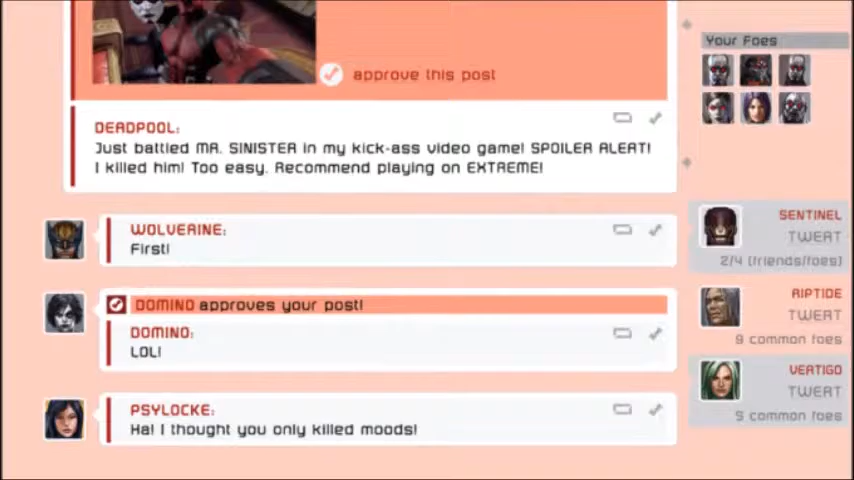 approve this post
DEADPOOL:
Just battled MR. SINISTER in my kick-ass video game! SPOILER ALERT!
I killed him! Too easy. Recommend playing on EXTREME!
WOLVERINE:
First!
DOMINO approves your post!
DOMINO:
LOL!
PSYLOCKE:
Ha! I thought you only killed moods!
Your Foes
SENTINEL
TWERT
2/4 (friends/foes)
RIPTIDE
TWERT
9 common foes
VERTIGO
TWERT
5 common foes